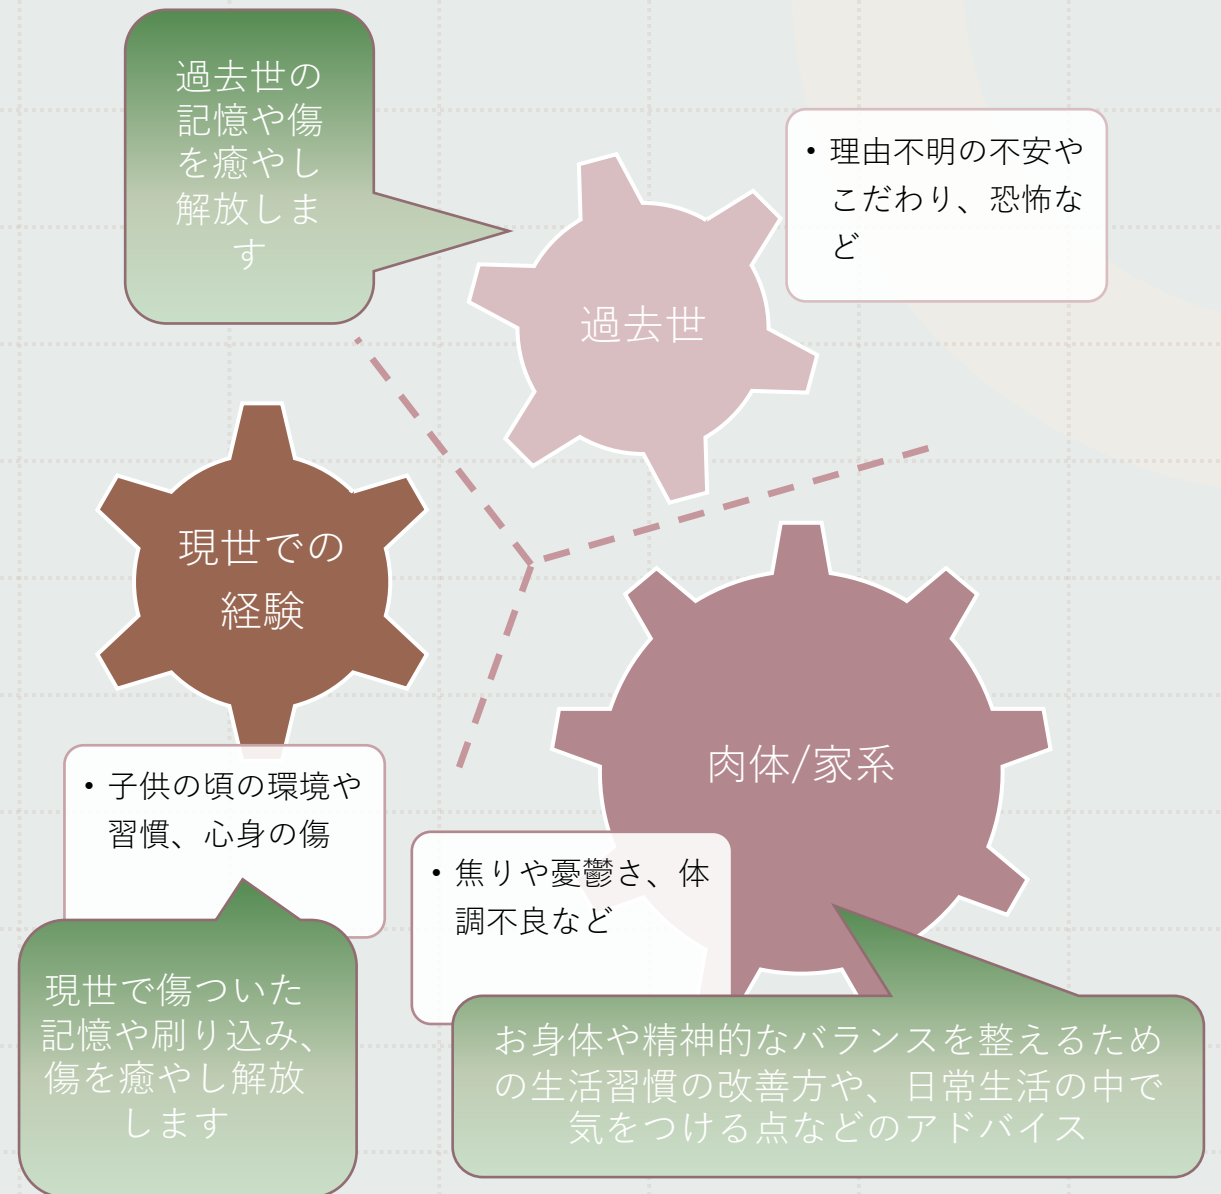 過去世の
記憶や傷
を癒やし
解放しま
す
• 理由不明の不安や
こだわり、恐怖な
ど
過去世
現世での
経験
• 子供の頃の環境や
習慣、心身の傷
現世で傷ついた
記憶や刷り込み、
傷を癒やし解放
します
肉体/家系
• 焦りや憂鬱さ、体
調不良など
お身体や精神的なバランスを整えるため
の生活習慣の改善方や、日常生活の中で
気をつける点などのアドバイス